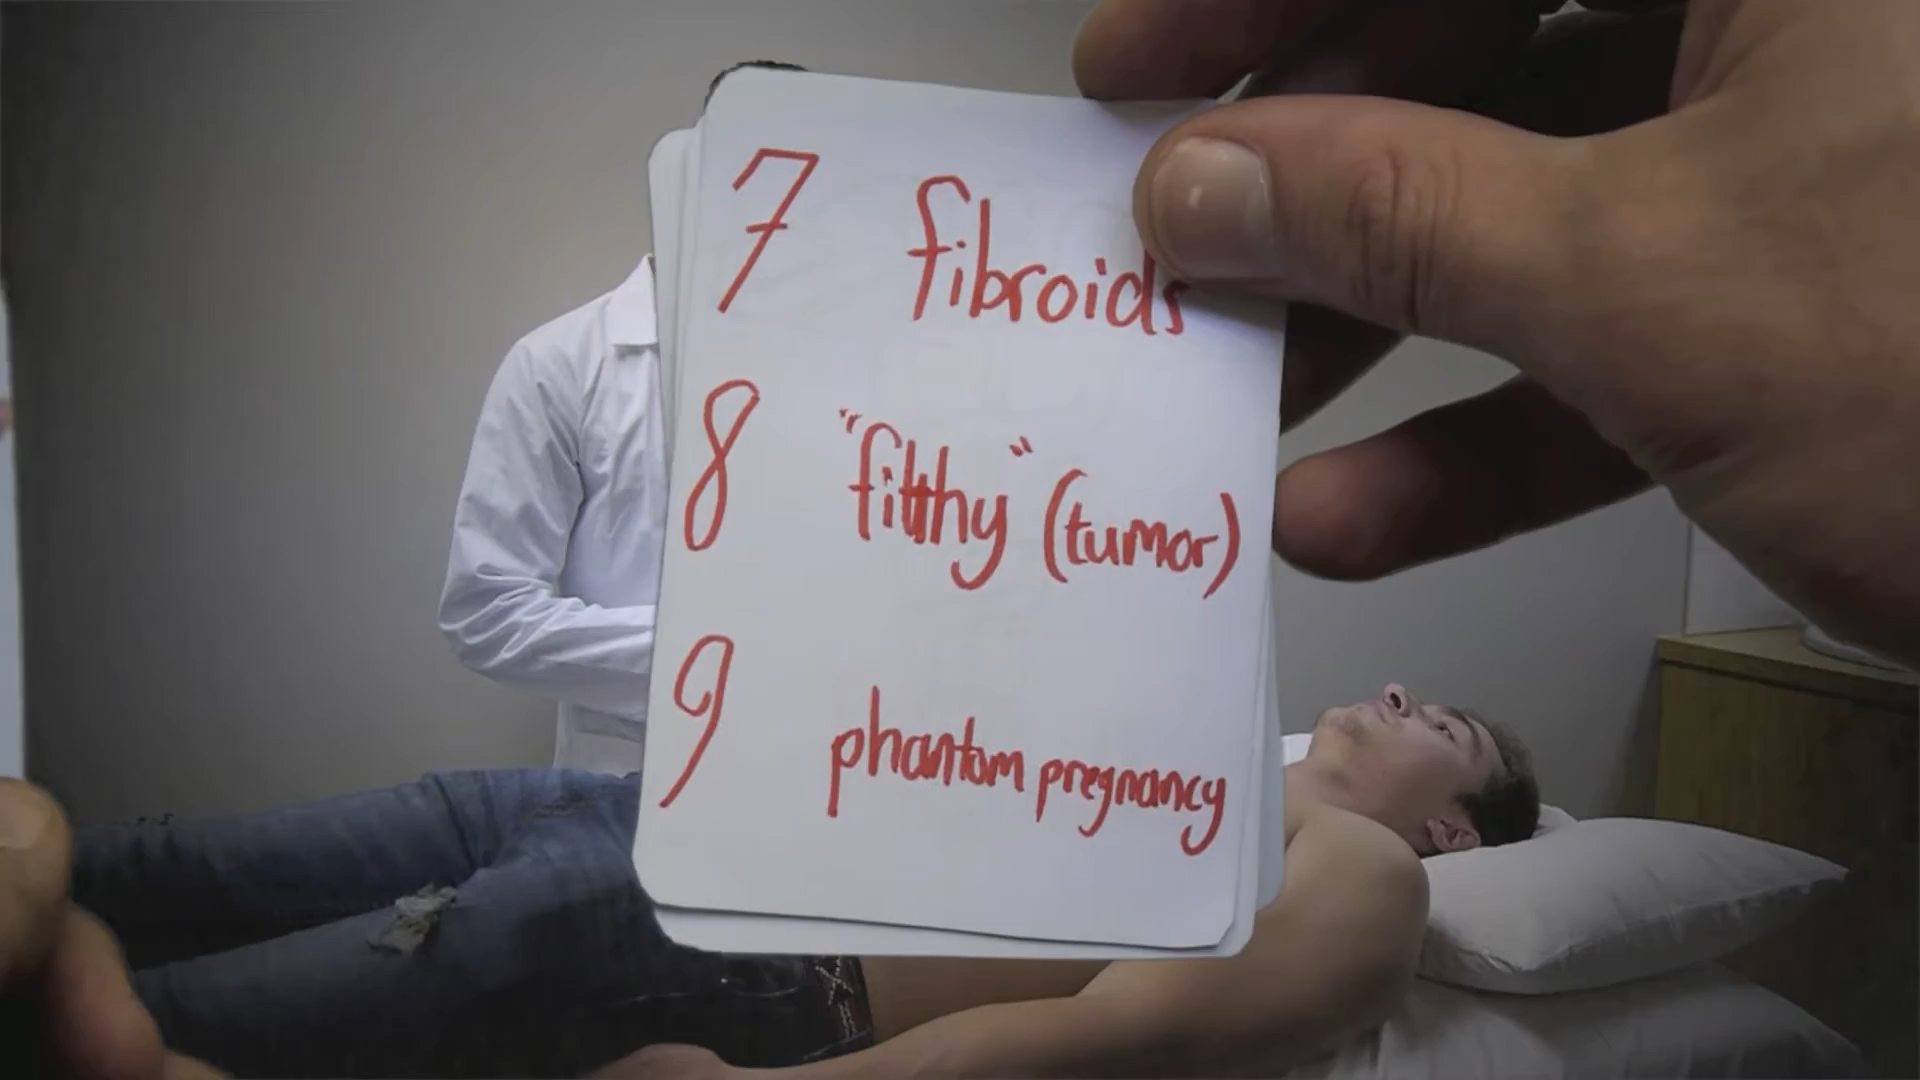 7 fibroids
8 "filthy" (tumor)
9 phantom pregnancy